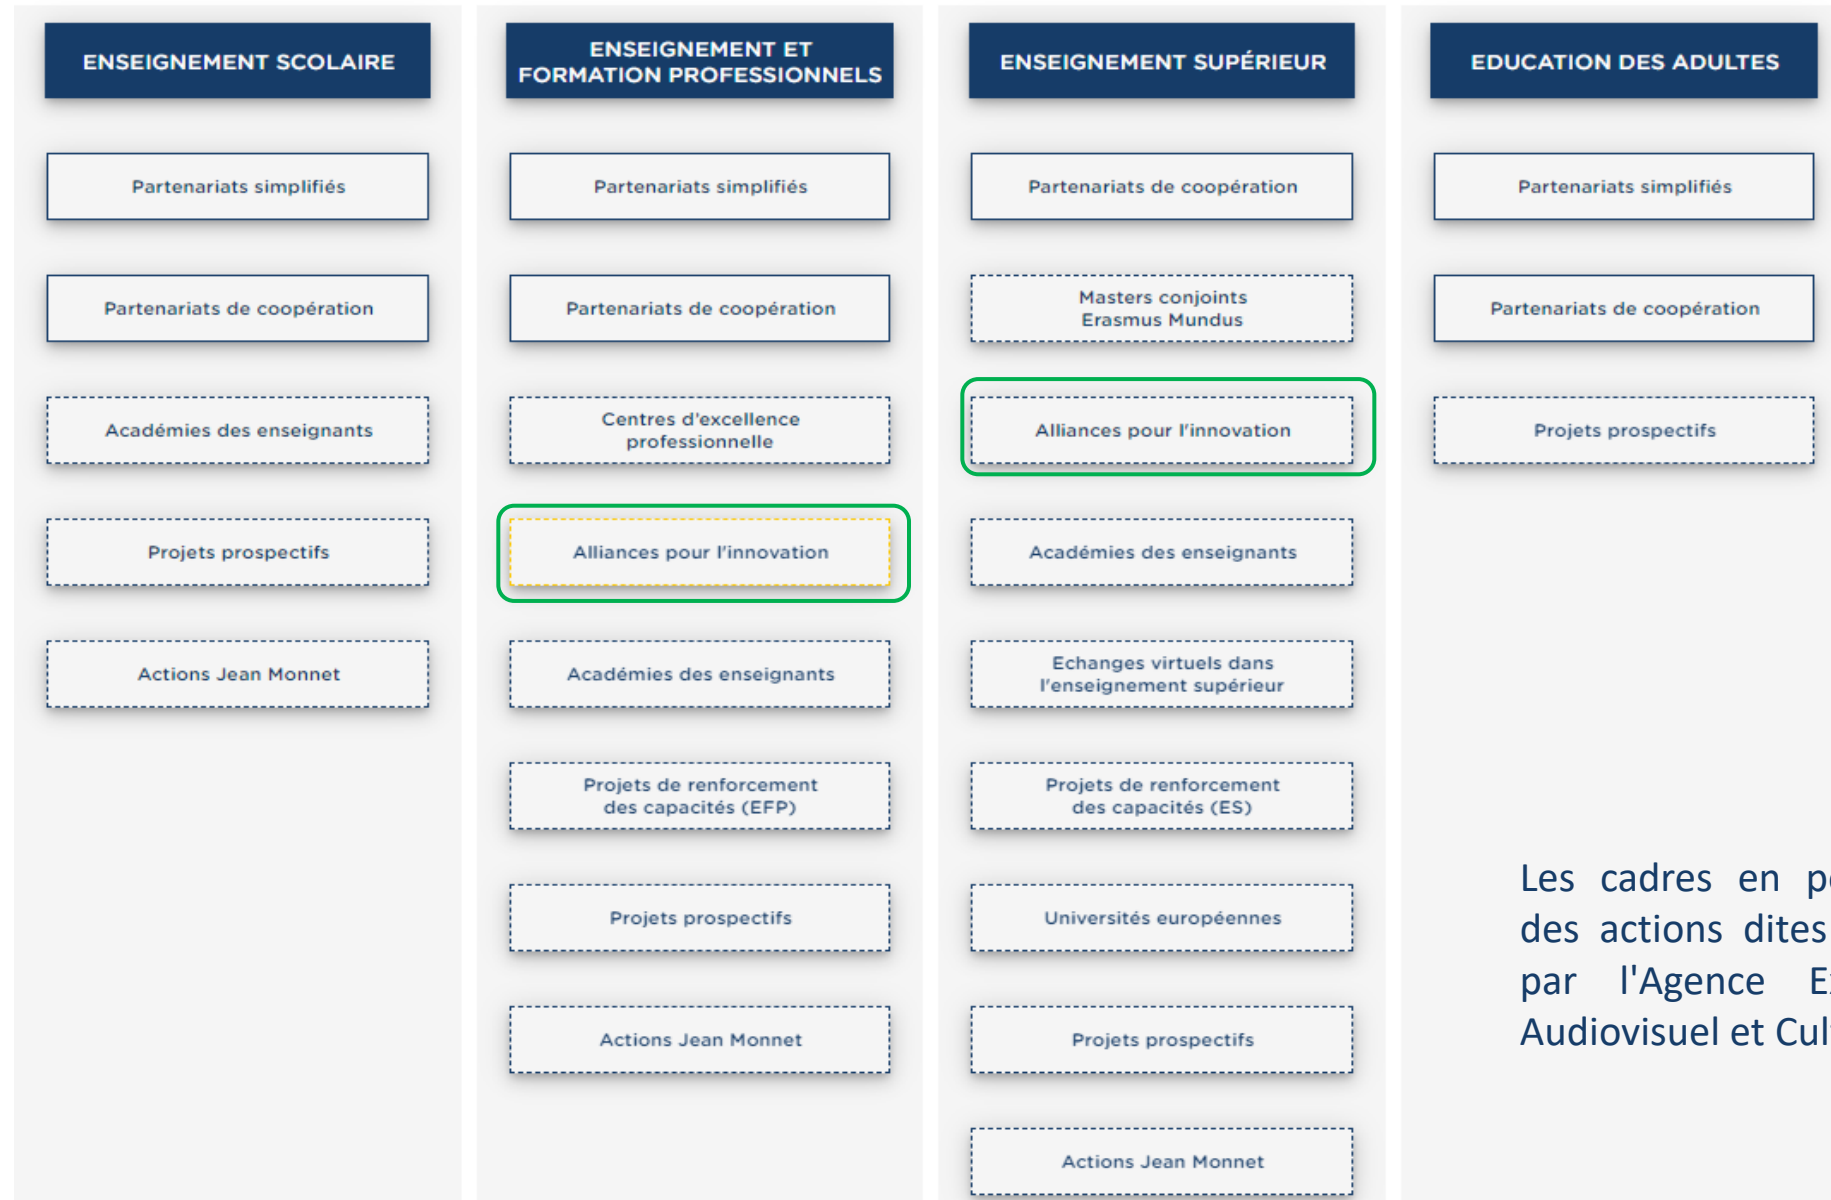 ENSEIGNEMENT SCOLAIRE
Partenariats simplifiés
Partenariats de coopération
Académies des enseignants
Projets prospectifs
Actions Jean Monnet
ENSEIGNEMENT ET
FORMATION PROFESSIONNELS
Partenariats simplifiés
Partenariats de coopération
Centres d'excellence
professionnelle
Alliances pour l'innovation
Académies des enseignants
Projets de renforcement
des capacités (EFP)
Projets prospectifs
Actions Jean Monnet
ENSEIGNEMENT SUPÉRIEUR
Partenariats de coopération
Masters conjoints
Erasmus Mundus
Alliances pour l'innovation
Académies des enseignants
Echanges virtuels dans
l'enseignement supérieur
Projets de renforcement
des capacités (ES)
Universités européennes
Projets prospectifs
Actions Jean Monnet
EDUCATION DES ADULTES
Partenariats simplifiés
Partenariats de coopération
Projets prospectifs
Les cadres en
des actions dites
par l'Agence
Audiovisuel et